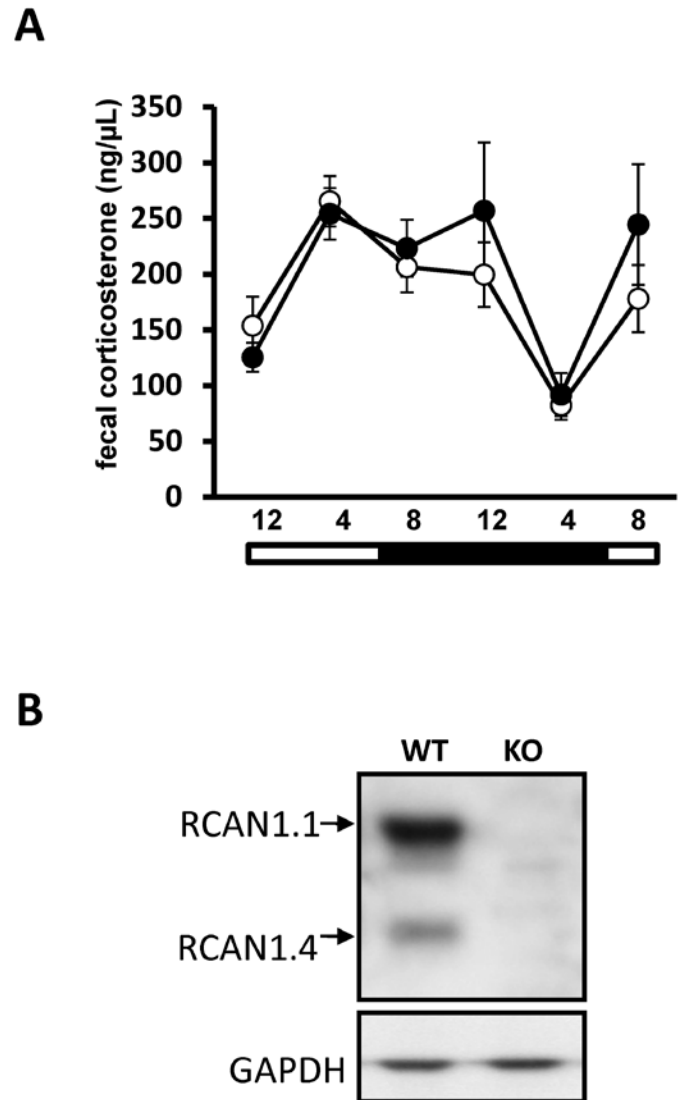 A
fecal corticosterone (ng/µL)
350
300
250
200
150
100
50
0
12 4 8 12 4 8
B
WT KO
RCAN1.1
RCAN1.4
GAPDH